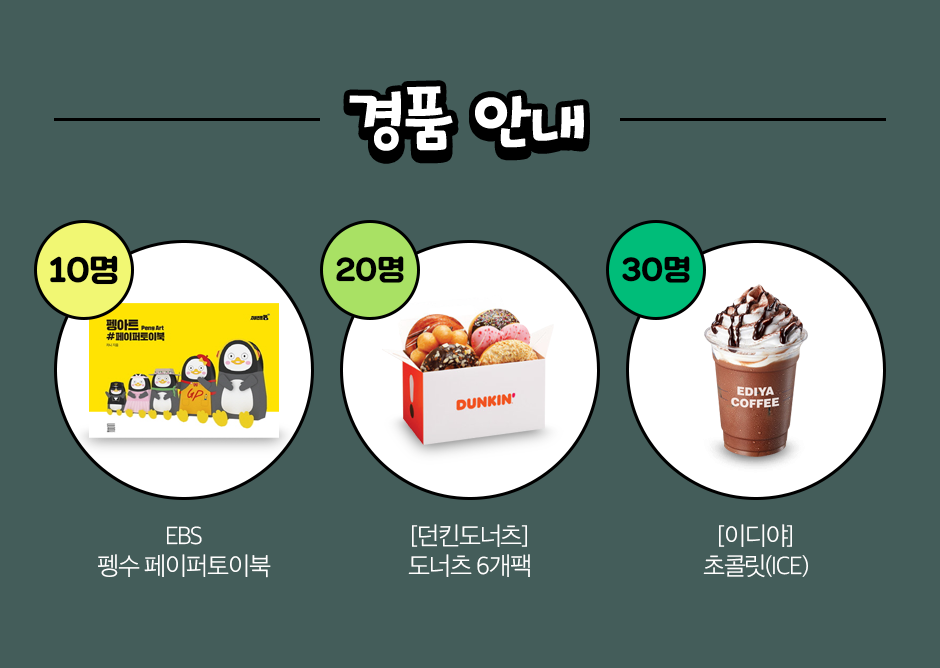 경품 안내
10명
20명
30명
펭아트 Peng Art
#페이퍼토이북
DUNKIN'
EDIYA
COFFEE
EBS
펭수 페이퍼토이북
[던킨도너츠]
도너츠 6개팩
[이디야]
초콜릿(ICE)